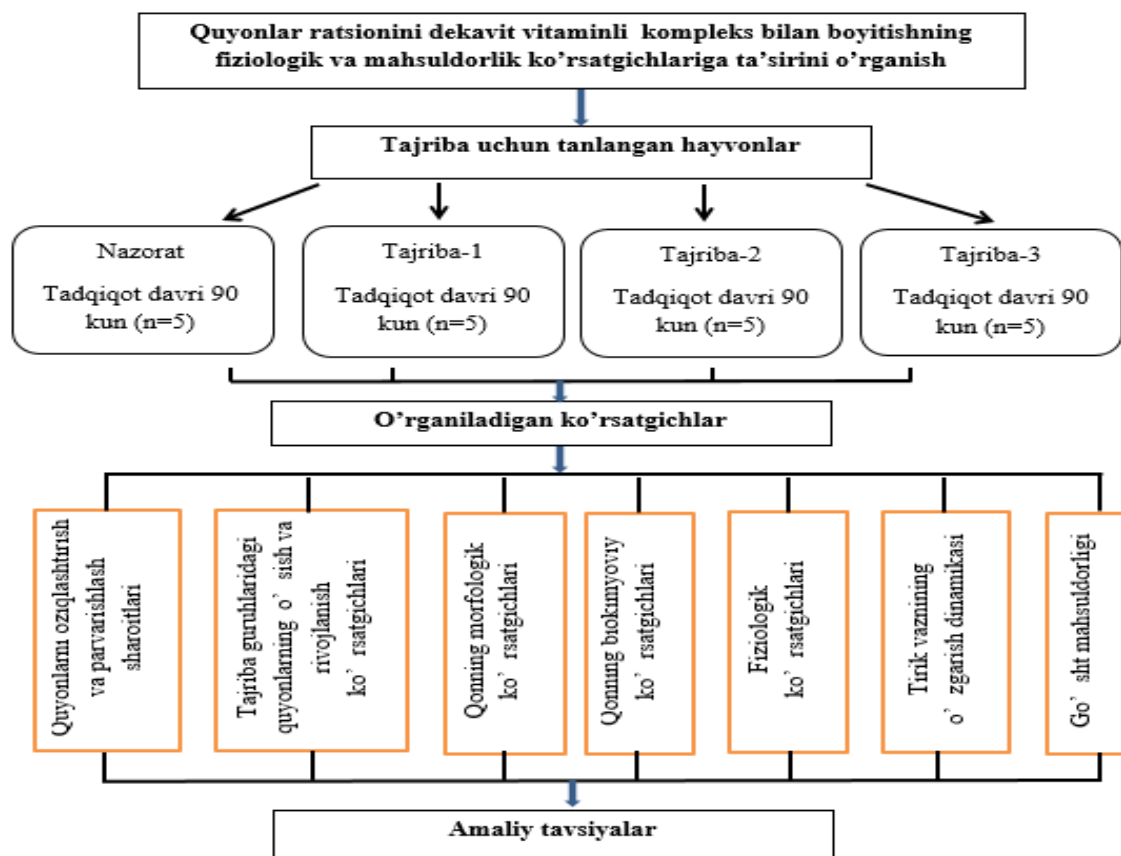 Quyonlar ratsionini dekavit vitaminli kompleks bilan boyitishning
fiziologik va mahsuldorlik ko’rsatgichlariga ta’sirini o’rganish
Tajriba uchun tanlangan hayvonlar
Nazorat
Tadqiqot davri 90
kun (n=5)
Tajriba-1
Tadqiqot davri 90
kun (n=5)
Tajriba-2
Tadqiqot davri 90
kun (n=5)
Tajriba-3
Tadqiqot davri 90
kun (n=5)
O’rganiladigan ko’rsatgichlar
Quyonlarni oziqlashtirish
va parvarishlash
sharoitlari
Tajriba guruhlaridagi
quyonlarning o’ sish va
rivojlanish
ko’ rsatgichlari
Qonning morfologik
ko’ rsatgichlari
Qonning biokimyoviy
ko’ rsatgichlari
Fiziologik
ko’ rsatgichlari
Tirik vaznining
o’ zgarish dinamikasi
Go’ sht mahsuldorligi
Amaliy tavsiyalar